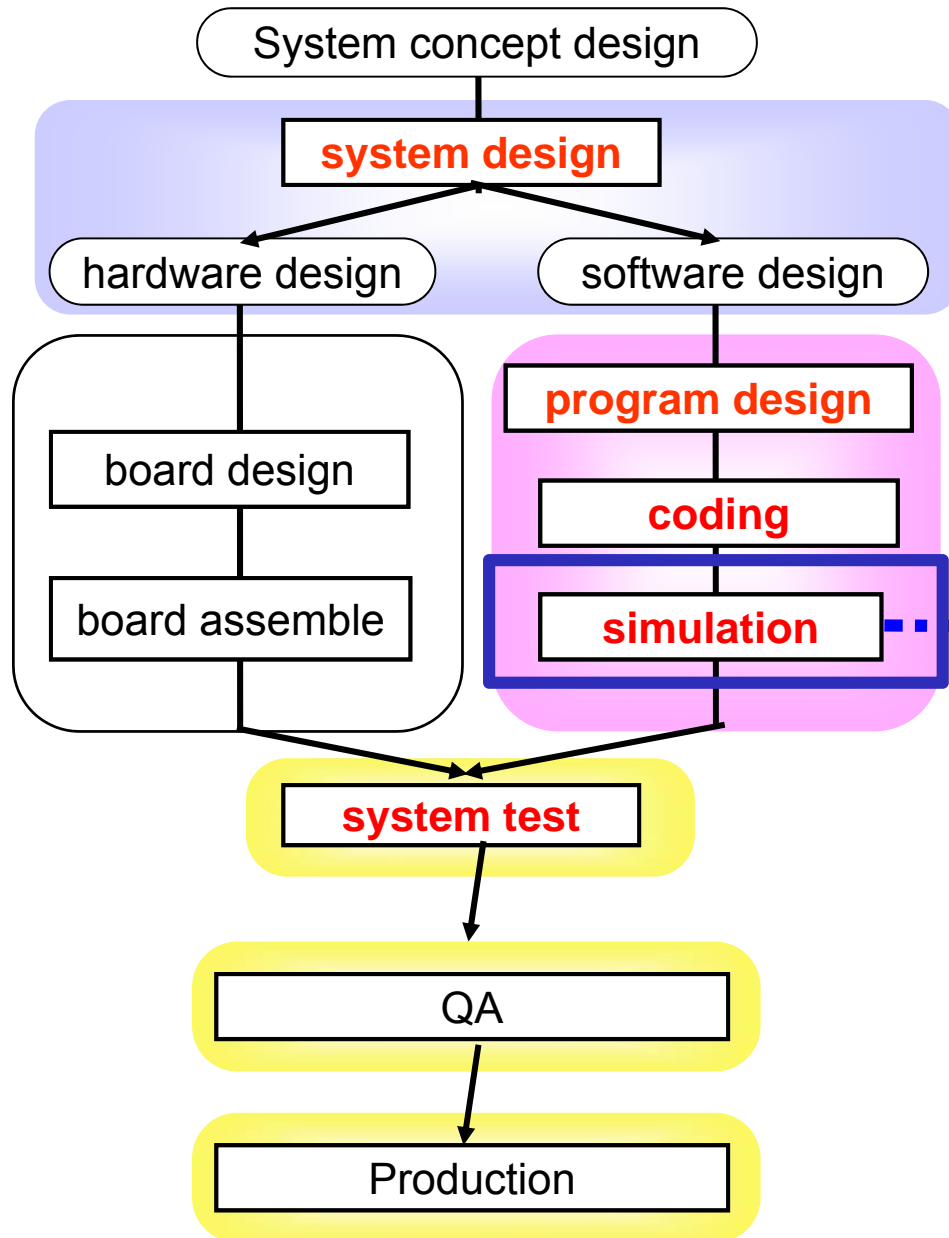 System concept design
system design
hardware design
software design
program design
board design
coding
board assemble
simulation
system test
QA
Production